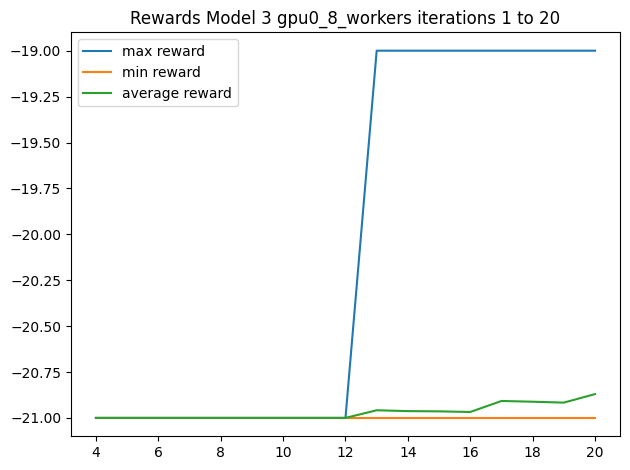 Rewards Model 3 gpu0_8_workers iterations 1 to 20
max reward
min reward
average reward
−19.00
−19.25
−19.50
−19.75
−20.00
−20.25
−20.50
−20.75
−21.00
4 6 8 10 12 14 16 18 20